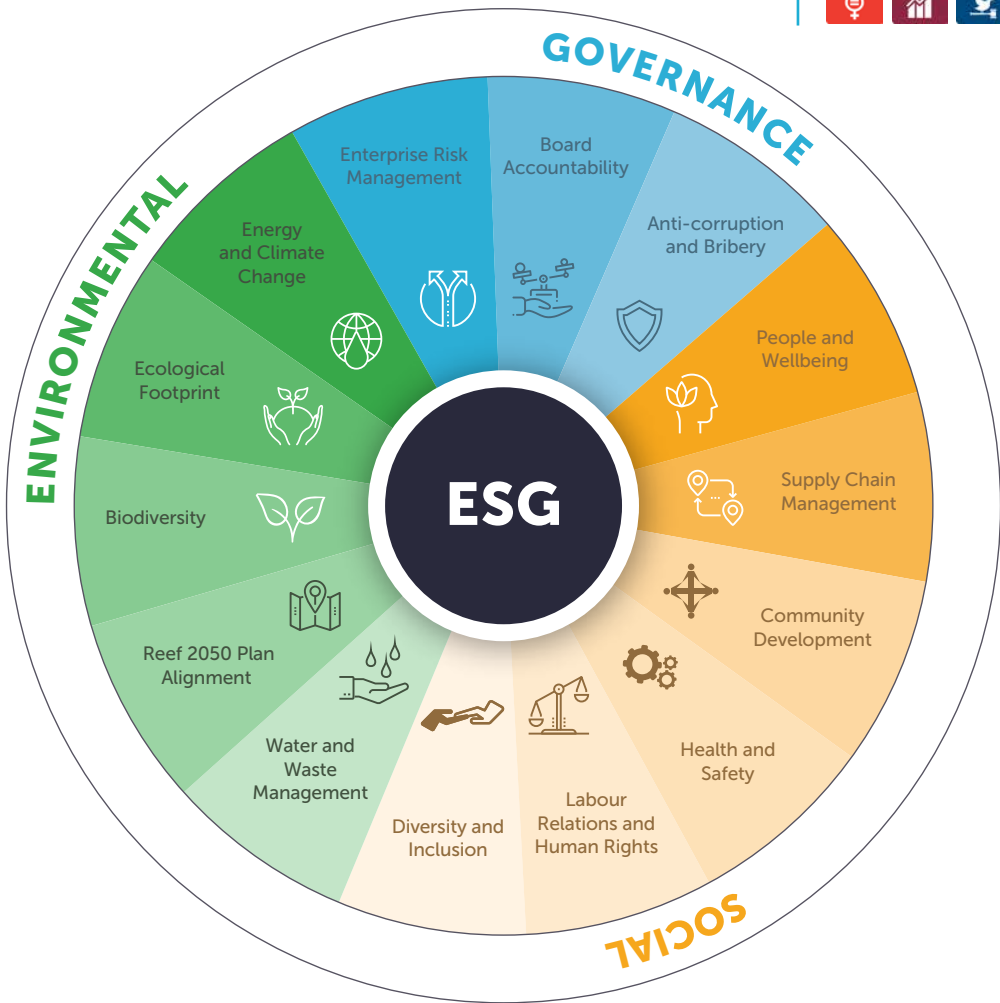 GOVERNANCE
Enterprise Risk
Management
Board
Accountability
Anti-corruption
and Bribery
People and
Wellbeing
Supply Chain
Management
Community
Development
Health and
Safety
SOCIAL
Labour
Relations and
Human Rights
Diversity and
Inclusion
Water and
Waste
Management
Reef 2050 Plan
Alignment
Biodiversity
Ecological
Footprint
Energy
and Climate
Change
ENVIRONMENTAL
ESG